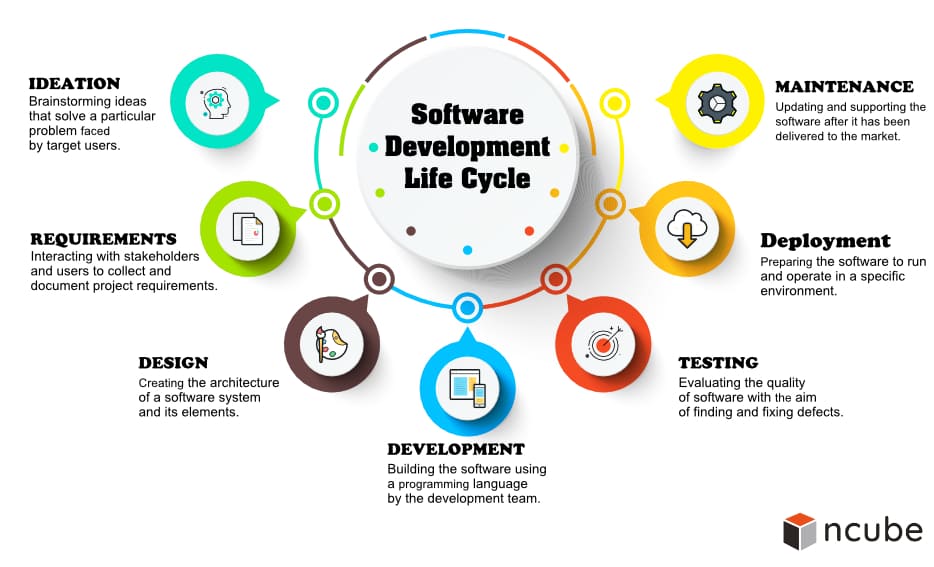 Software
Development
Life Cycle
IDEATION
Brainstorming ideas
that solve a particular
problem faced
by target users.
REQUIREMENTS
Interacting with stakeholders
and users to collect and
document project requirements.
DESIGN
Creating the architecture
of a software system
and its elements.
DEVELOPMENT
Building the software using
a programming language
by the development team.
TESTING
Evaluating the quality
of software with the aim
of finding and fixing defects.
Deployment
Preparing the software to run
and operate in a specific
environment.
MAINTENANCE
Updating and supporting the
software after it has been
delivered to the market.
ncube